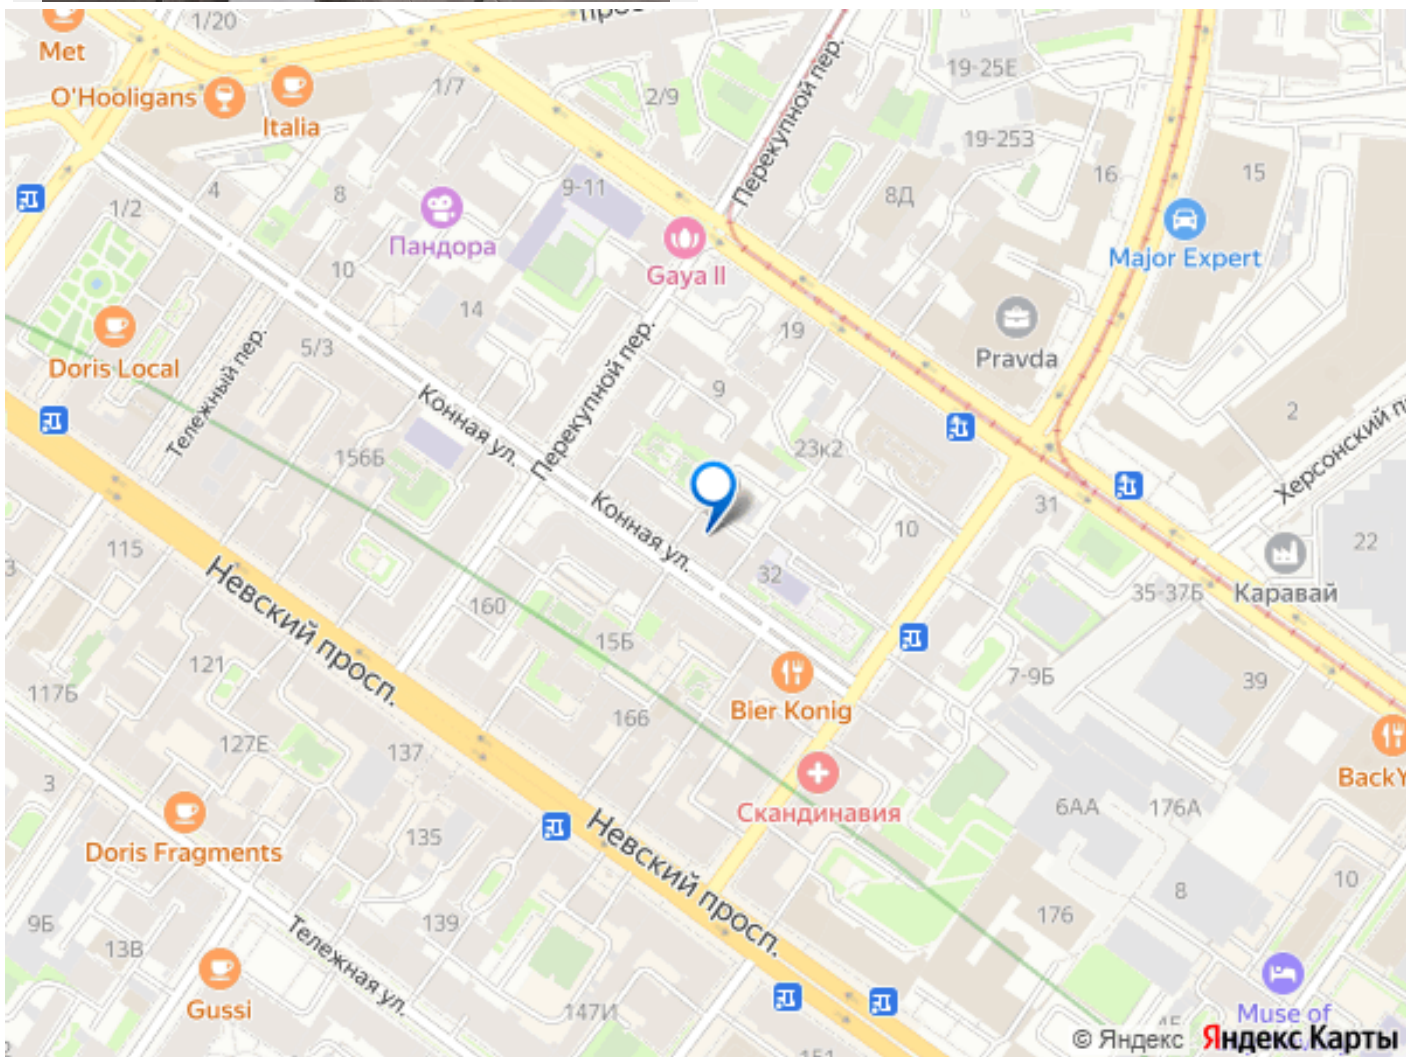 Met
1/20
O'Hooligans
Italia
1/7
2/9
19-25Е
19-253
16
15
8Д
9-11
8
4
1/2
Перекупной пер.
Пандора
10
14
Gaya II
Major Expert
Pravda
19
5/3
Doris Local
Тележный пер.
Конная ул.
Перекупной пер.
9
23к2
2
Херсонский п
156Б
Конная ул.
10
31
22
115
3
Невский просп.
32
160
15Б
35-37Б
Каравай
121
117Б
Bier Konig
7-9Б
39
166
127Е
137
3
BackY
Скандинавия
6АА
176А
135
Doris Fragments
Невский просп.
8
10
139
176
9Б
13В
Тележная ул.
Gussi
147И
Muse of
© Яндекс Яндекс Карты